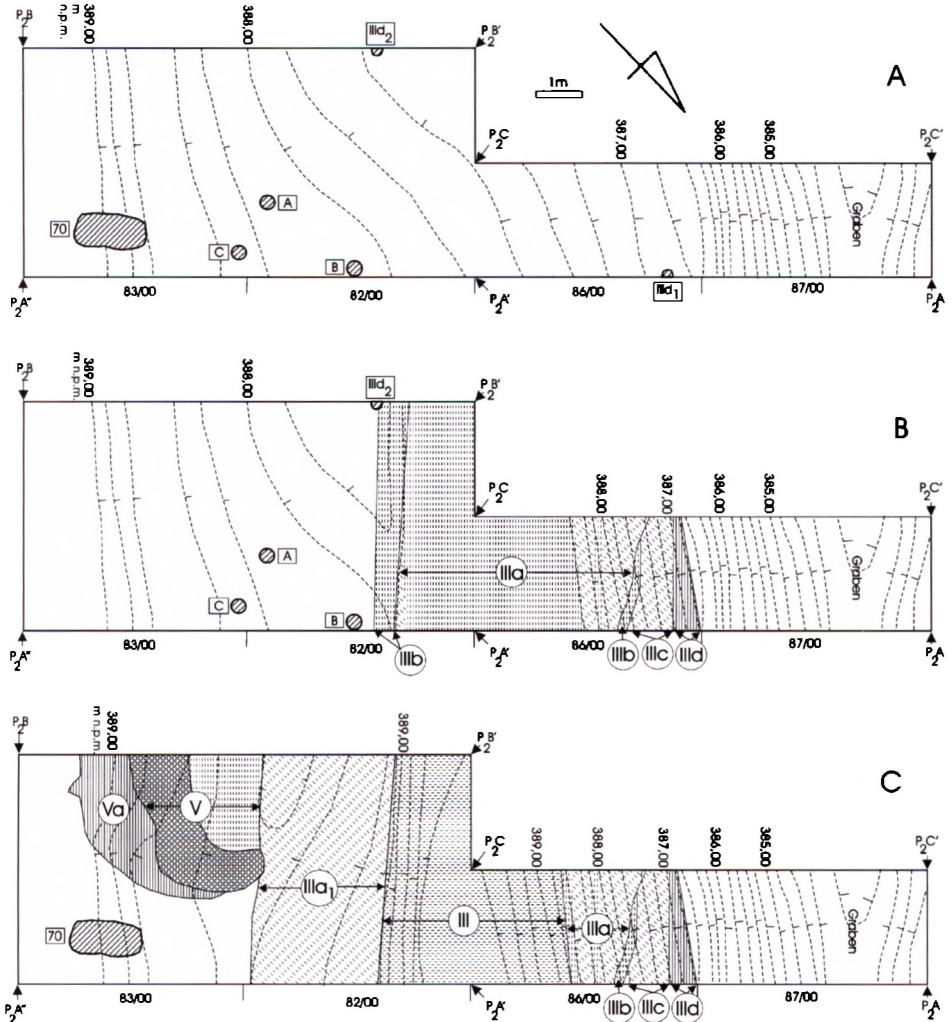 P₂B
m n.p.m.
389,00
388,00
IIId₂
P₂B'
1m
A
P₂C
387,00
386,00
385,00
P₂C'
70
A
C
B
Graben
P₂A"
83/00
82/00
P₂A'
86/00
IIId₁
87/00
P₂A
P₂B
m n.p.m.
389,00
388,00
IIId₂
P₂B'
B
P₂C
388,00
387,00
386,00
385,00
P₂C'
A
C
B
IIIa
Graben
P₂A"
83/00
82/00
IIIb
P₂A'
86/00
IIIb
IIIc
IIId
87/00
P₂A
P₂B
m n.p.m.
389,00
389,00
P₂B'
C
Va
V
P₂C
389,00
388,00
387,00
386,00
385,00
P₂C'
IIIa₁
III
IIIa
70
Graben
P₂A"
83/00
82/00
P₂A'
86/00
IIIb
IIIc
IIId
87/00
P₂A